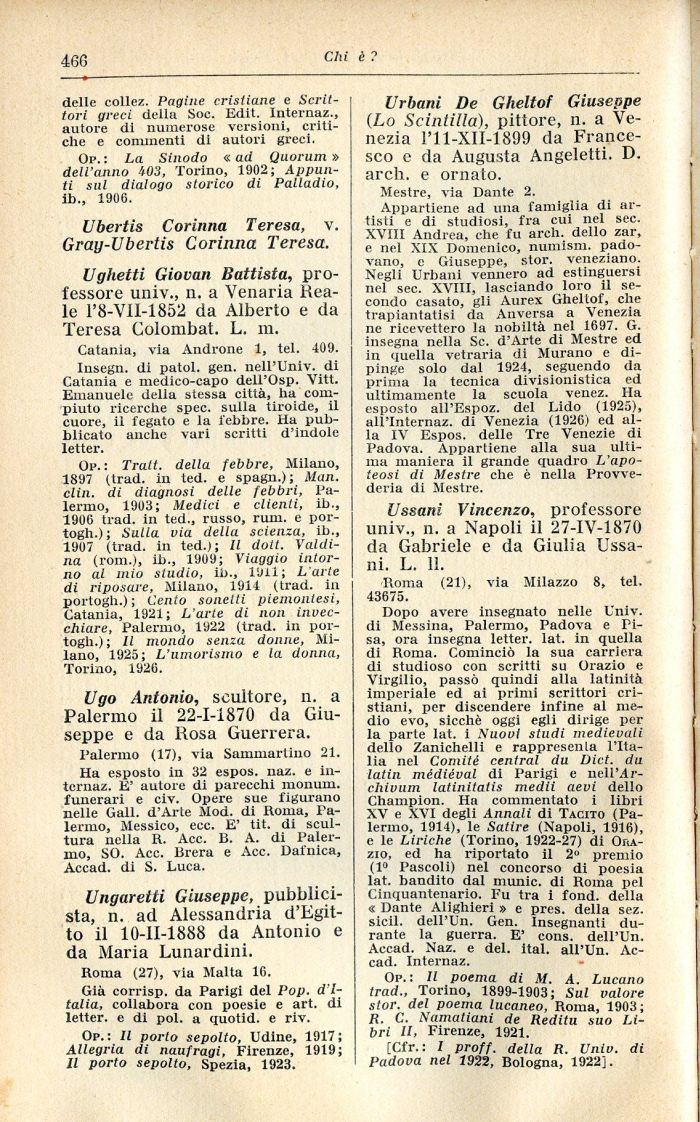 466
Chi è ?
delle collez. Pagine cristiane e Scrit-
tori greci della Soc. Edit. Internaz.,
autore di numerose versioni, criti-
che e commenti di autori greci.
Op.: La Sinodo « ad Quorum »
dell'anno 403, Torino, 1902; Appun-
ti sul dialogo storico di Palladio,
ib., 1906.
Ubertis Corinna Teresa, v.
Gray-Ubertis Corinna Teresa.
Ughetti Giovan Battista, pro-
fessore univ., n. a Venaria Rea-
le l'8-VII-1852 da Alberto e da
Teresa Colombat. L. m.
Catania, via Androne 1, tel. 409.
Insegn. di patol. gen. nell'Univ. di
Catania e medico-capo dell'Osp. Vitt.
Emanuele della stessa città, ha com-
piuto ricerche spec. sulla tiroide, il
cuore, il fegato e la febbre. Ha pub-
blicato anche vari scritti d'indole
letter.
Op.: Tratt. della febbre, Milano,
1897 (trad. in ted. e spagn.); Man.
clin. di diagnosi delle febbri, Pa-
lermo, 1903; Medici e clienti, ib.,
1906 trad. in ted., russo, rum. e por-
togh.); Sulla via della scienza, ib.,
1907 (trad. in ted.); Il dott. Valdi-
na (rom.), ib., 1909; Viaggio intor-
no al mio studio, ib., 1911; L'arte
di riposare, Milano, 1914 (trad. in
portogh.); Cento sonetti piemontesi,
Catania, 1921; L'arte di non invec-
chiare, Palermo, 1922 (trad. in por-
togh.); Il mondo senza donne, Mi-
lano, 1925; L'umorismo e la donna,
Torino, 1926.
Ugo Antonio, scultore, n. a
Palermo il 22-I-1870 da Giu-
seppe e da Rosa Guerrera.
Palermo (17), via Sammartino 21.
Ha esposto in 32 espos. naz. e in-
ternaz. E' autore di parecchi monum.
funerari e civ. Opere sue figurano
nelle Gall. d'Arte Mod. di Roma, Pa-
lermo, Messico, ecc. E' tit. di scul-
tura nella R. Acc. B. A. di Paler-
mo, SO. Acc. Brera e Acc. Dafnica,
Accad. di S. Luca.
Ungaretti Giuseppe, pubblici-
sta, n. ad Alessandria d'Egit-
to il 10-II-1888 da Antonio e
da Maria Lunardini.
Roma (27), via Malta 16.
Già corrisp. da Parigi del Pop. d'I-
talia, collabora con poesie e art. di
letter. e di pol. a quotid. e riv.
Op.: Il porto sepolto, Udine, 1917;
Allegria di naufragi, Firenze, 1919;
Il porto sepolto, Spezia, 1923.
Urbani De Gheltof Giuseppe
(Lo Scintilla), pittore, n. a Ve-
nezia l'11-XII-1899 da France-
sco e da Augusta Angeletti. D.
arch. e ornato.
Mestre, via Dante 2.
Appartiene ad una famiglia di ar-
tisti e di studiosi, fra cui nel sec.
XVIII Andrea, che fu arch. dello zar,
e nel XIX Domenico, numism. pado-
vano, e Giuseppe, stor. veneziano.
Negli Urbani vennero ad estinguersi
nel sec. XVIII, lasciando loro il se-
condo casato, gli Aurex Gheltof, che
trapiantatisi da Anversa a Venezia
ne ricevettero la nobiltà nel 1697. G.
insegna nella Sc. d'Arte di Mestre ed
in quella vetraria di Murano e di-
pinge solo dal 1924, seguendo da
prima la tecnica divisionistica ed
ultimamente la scuola venez. Ha
esposto all'Espoz. del Lido (1925),
all'Internaz. di Venezia (1926) ed al-
la IV Espos. delle Tre Venezie di
Padova. Appartiene alla sua ulti-
ma maniera il grande quadro L'apo-
teosi di Mestre che è nella Provve-
deria di Mestre.
Ussani Vincenzo, professore
univ., n. a Napoli il 27-IV-1870
da Gabriele e da Giulia Ussa-
ni. L. ll.
Roma (21), via Milazzo 8, tel.
43675.
Dopo avere insegnato nelle Univ.
di Messina, Palermo, Padova e Pi-
sa, ora insegna letter. lat. in quella
di Roma. Cominciò la sua carriera
di studioso con scritti su Orazio e
Virgilio, passò quindi alla latinità
imperiale ed ai primi scrittori cri-
stiani, per discendere infine al me-
dio evo, sicchè oggi egli dirige per
la parte lat. i Nuovi studi medievali
dello Zanichelli e rappresenta l'Ita-
lia nel Comité central du Dict. du
latin médiéval di Parigi e nell'Ar-
chivum latinitatis medii aevi dello
Champion. Ha commentato i libri
XV e XVI degli Annali di Tacito (Pa-
lermo, 1914), le Satire (Napoli, 1916),
e le Liriche (Torino, 1922-27) di Ora-
zio, ed ha riportato il 2º premio
(1º Pascoli) nel concorso di poesia
lat. bandito dal munic. di Roma pel
Cinquantenario. Fu tra i fond. della
« Dante Alighieri » e pres. della sez.
sicil. dell'Un. Gen. Insegnanti du-
rante la guerra. E' cons. dell'Un.
Accad. Naz. e del. ital. all'Un. Ac-
cad. Internaz.
Op.: Il poema di M. A. Lucano
trad., Torino, 1899-1903; Sul valore
stor. del poema lucaneo, Roma, 1903;
R. C. Namatiani de Reditu suo Li-
bri II, Firenze, 1921.
[Cfr.: I proff. della R. Univ. di
Padova nel 1922, Bologna, 1922].